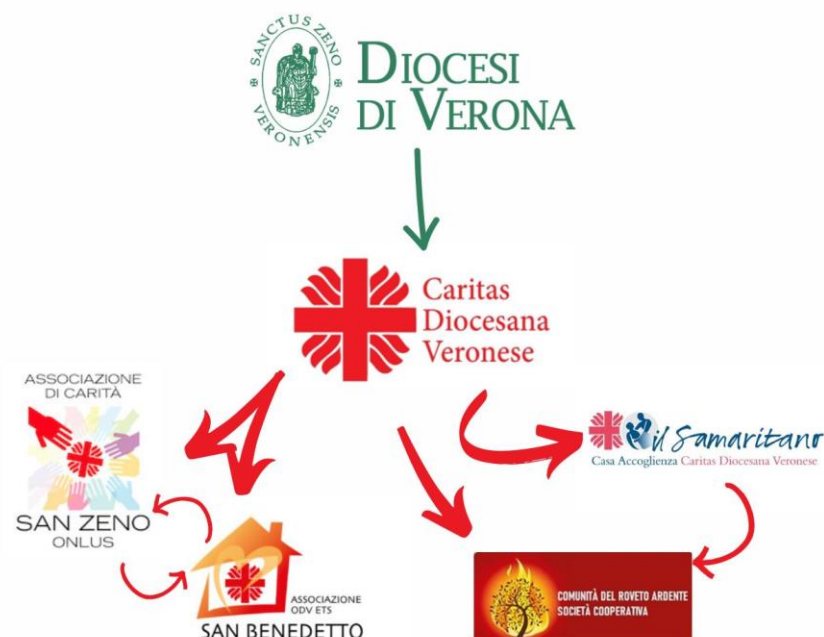 SANCTUS ZENO
VERONENSIS
DIOCESI
DI VERONA
Caritas
Diocesana
Veronese
ASSOCIAZIONE
DI CARITÀ
SAN ZENO
ONLUS
il Samaritano
Casa Accoglienza Caritas Diocesana Veronese
ASSOCIAZIONE
ODV ETS
SAN BENEDETTO
COMUNITÀ DEL ROVETO ARDENTE
SOCIETÀ COOPERATIVA